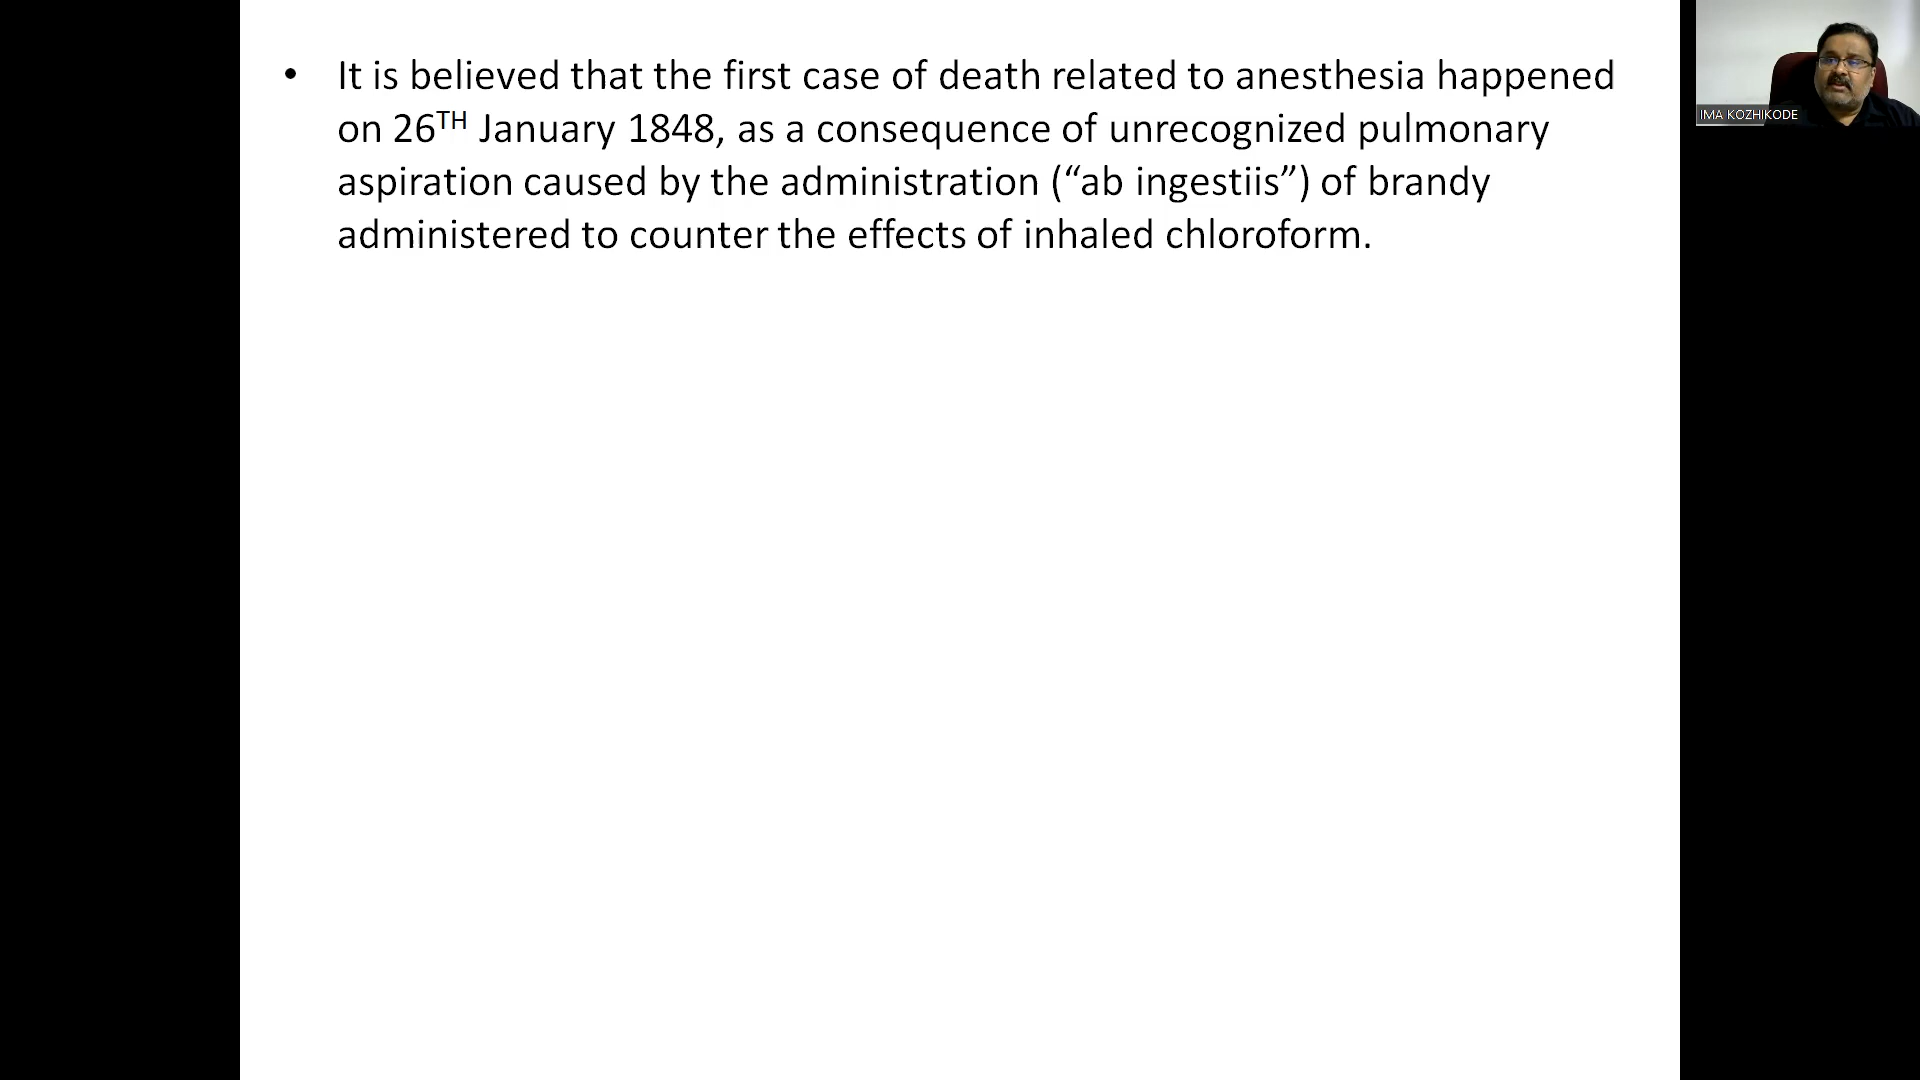 • It is believed that the first case of death related to anesthesia happened
on 26TH January 1848, as a consequence of unrecognized pulmonary
aspiration caused by the administration (“ab ingestiis”) of brandy
administered to counter the effects of inhaled chloroform.
IMA KOZHIKODE